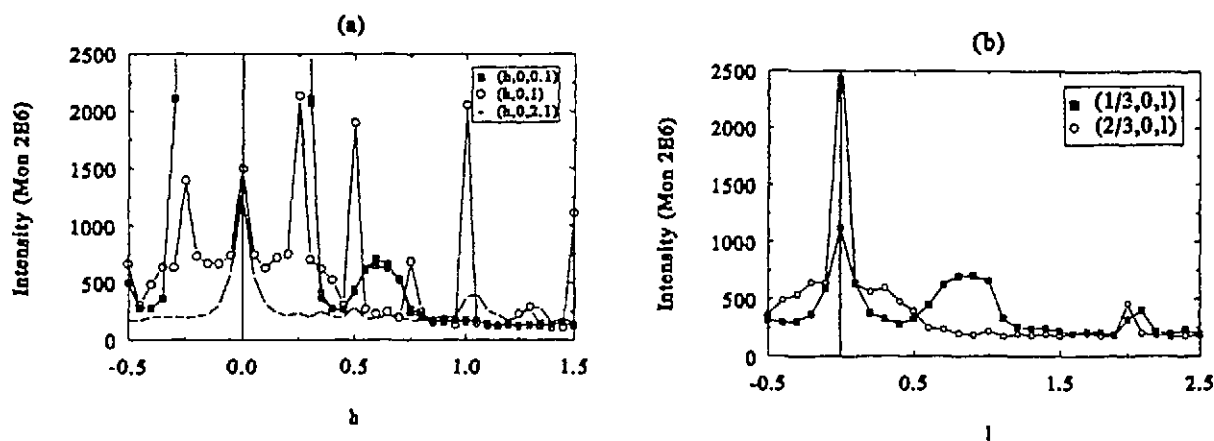 (a)
2500
2000
1500
1000
500
0
Intensity (Mon 2E6)
(h,0,0.1)
(h,0,1)
(h,0,2.1)
-0.5
0.0
0.5
1.0
1.5
h
(b)
2500
2000
1500
1000
500
0
Intensity (Mon 2E6)
(1/3,0,l)
(2/3,0,l)
-0.5
0.5
1.5
2.5
l